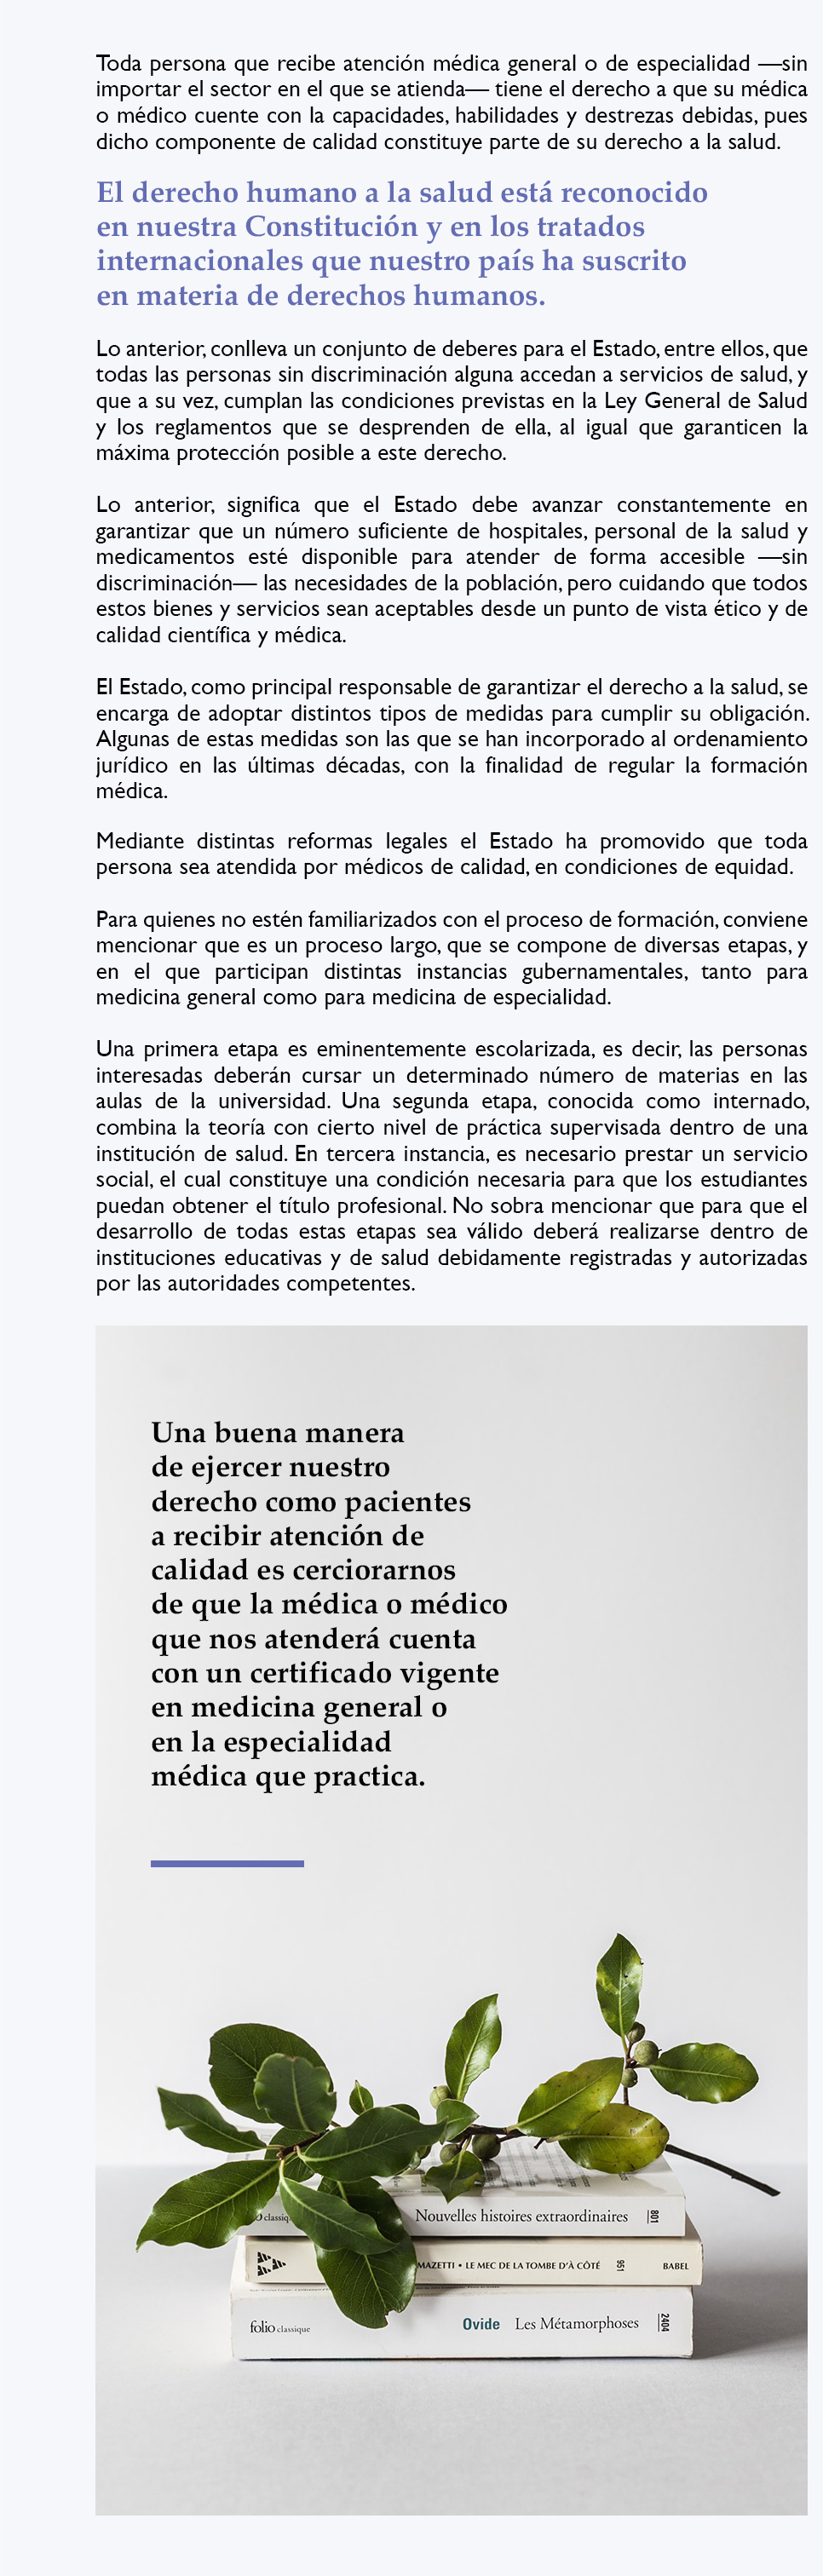 Toda persona que recibe atención médica general o de especialidad —sin
importar el sector en el que se atienda— tiene el derecho a que su médica
o médico cuente con la capacidades, habilidades y destrezas debidas, pues
dicho componente de calidad constituye parte de su derecho a la salud.
El derecho humano a la salud está reconocido
en nuestra Constitución y en los tratados
internacionales que nuestro país ha suscrito
en materia de derechos humanos.
Lo anterior, conlleva un conjunto de deberes para el Estado, entre ellos, que
todas las personas sin discriminación alguna accedan a servicios de salud, y
que a su vez, cumplan las condiciones previstas en la Ley General de Salud
y los reglamentos que se desprenden de ella, al igual que garanticen la
máxima protección posible a este derecho.
Lo anterior, significa que el Estado debe avanzar constantemente en
garantizar que un número suficiente de hospitales, personal de la salud y
medicamentos esté disponible para atender de forma accesible —sin
discriminación— las necesidades de la población, pero cuidando que todos
estos bienes y servicios sean aceptables desde un punto de vista ético y de
calidad científica y médica.
El Estado, como principal responsable de garantizar el derecho a la salud, se
encarga de adoptar distintos tipos de medidas para cumplir su obligación.
Algunas de estas medidas son las que se han incorporado al ordenamiento
jurídico en las últimas décadas, con la finalidad de regular la formación
médica.
Mediante distintas reformas legales el Estado ha promovido que toda
persona sea atendida por médicos de calidad, en condiciones de equidad.
Para quienes no estén familiarizados con el proceso de formación, conviene
mencionar que es un proceso largo, que se compone de diversas etapas, y
en el que participan distintas instancias gubernamentales, tanto para
medicina general como para medicina de especialidad.
Una primera etapa es eminentemente escolarizada, es decir, las personas
interesadas deberán cursar un determinado número de materias en las
aulas de la universidad. Una segunda etapa, conocida como internado,
combina la teoría con cierto nivel de práctica supervisada dentro de una
institución de salud. En tercera instancia, es necesario prestar un servicio
social, el cual constituye una condición necesaria para que los estudiantes
puedan obtener el título profesional. No sobra mencionar que para que el
desarrollo de todas estas etapas sea válido deberá realizarse dentro de
instituciones educativas y de salud debidamente registradas y autorizadas
por las autoridades competentes.
Una buena manera
de ejercer nuestro
derecho como pacientes
a recibir atención de
calidad es cerciorarnos
de que la médica o médico
que nos atenderá cuenta
con un certificado vigente
en medicina general o
en la especialidad
médica que practica.
Nouvelles histoires extraordinaires 801
MAZETTI • LE MEC DE LA TOMBE D'À CÔTÉ 951 BABEL
folio classique Ovide Les Métamorphoses 2404